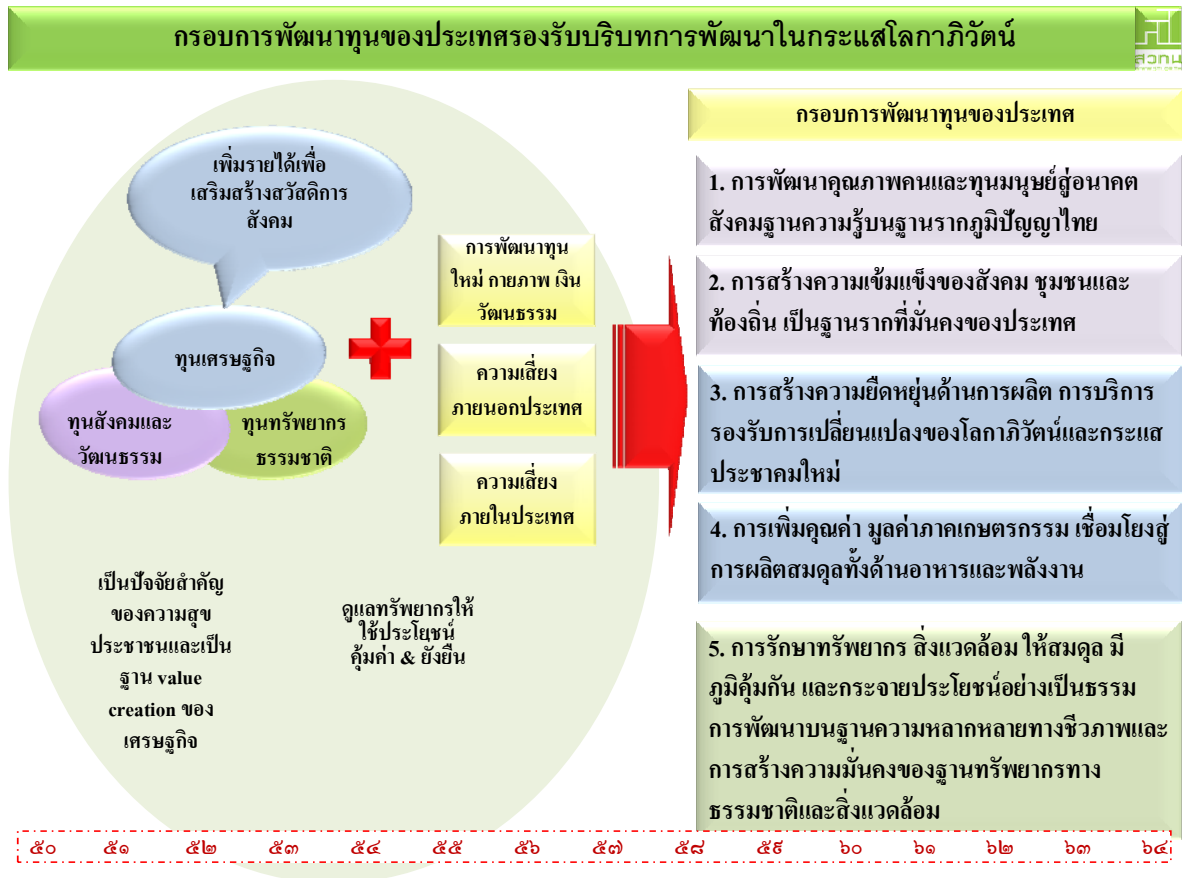 กรอบการพัฒนาทุนของประเทศรองรับบริบทการพัฒนาในกระแสโลกาภิวัตน์
สวทน
เพิ่มรายได้เพื่อ
เสริมสร้างสวัสดิการ
สังคม
ทุนเศรษฐกิจ
ทุนสังคมและ
วัฒนธรรม
ทุนทรัพยากร
ธรรมชาติ
การพัฒนาทุน
ใหม่ กายภาพ เงิน
วัฒนธรรม
ความเสี่ยง
ภายนอกประเทศ
ความเสี่ยง
ภายในประเทศ
เป็นปัจจัยสำคัญ
ของความสุข
ประชาชนและเป็น
ฐาน value
creation ของ
เศรษฐกิจ
ดูแลทรัพยากรให้
ใช้ประโยชน์
คุ้มค่า & ยั่งยืน
กรอบการพัฒนาทุนของประเทศ
1. การพัฒนาคุณภาพคนและทุนมนุษย์สู่อนาคต
สังคมฐานความรู้บนฐานรากภูมิปัญญาไทย
2. การสร้างความเข้มแข็งของสังคม ชุมชนและ
ท้องถิ่น เป็นฐานรากที่มั่นคงของประเทศ
3. การสร้างความยืดหยุ่นด้านการผลิต การบริการ
รองรับการเปลี่ยนแปลงของโลกาภิวัตน์และกระแส
ประชาคมใหม่
4. การเพิ่มคุณค่า มูลค่าภาคเกษตรกรรม เชื่อมโยงสู่
การผลิตสมดุลทั้งด้านอาหารและพลังงาน
5. การรักษาทรัพยากร สิ่งแวดล้อม ให้สมดุล มี
ภูมิคุ้มกัน และกระจายประโยชน์อย่างเป็นธรรม
การพัฒนาบนฐานความหลากหลายทางชีวภาพและ
การสร้างความมั่นคงของฐานทรัพยากรทาง
ธรรมชาติและสิ่งแวดล้อม
๕๐ ๕๑ ๕๒ ๕๓ ๕๔ ๕๕ ๕๖ ๕๗ ๕๘ ๕๙ ๖๐ ๖๑ ๖๒ ๖๓ ๖๔